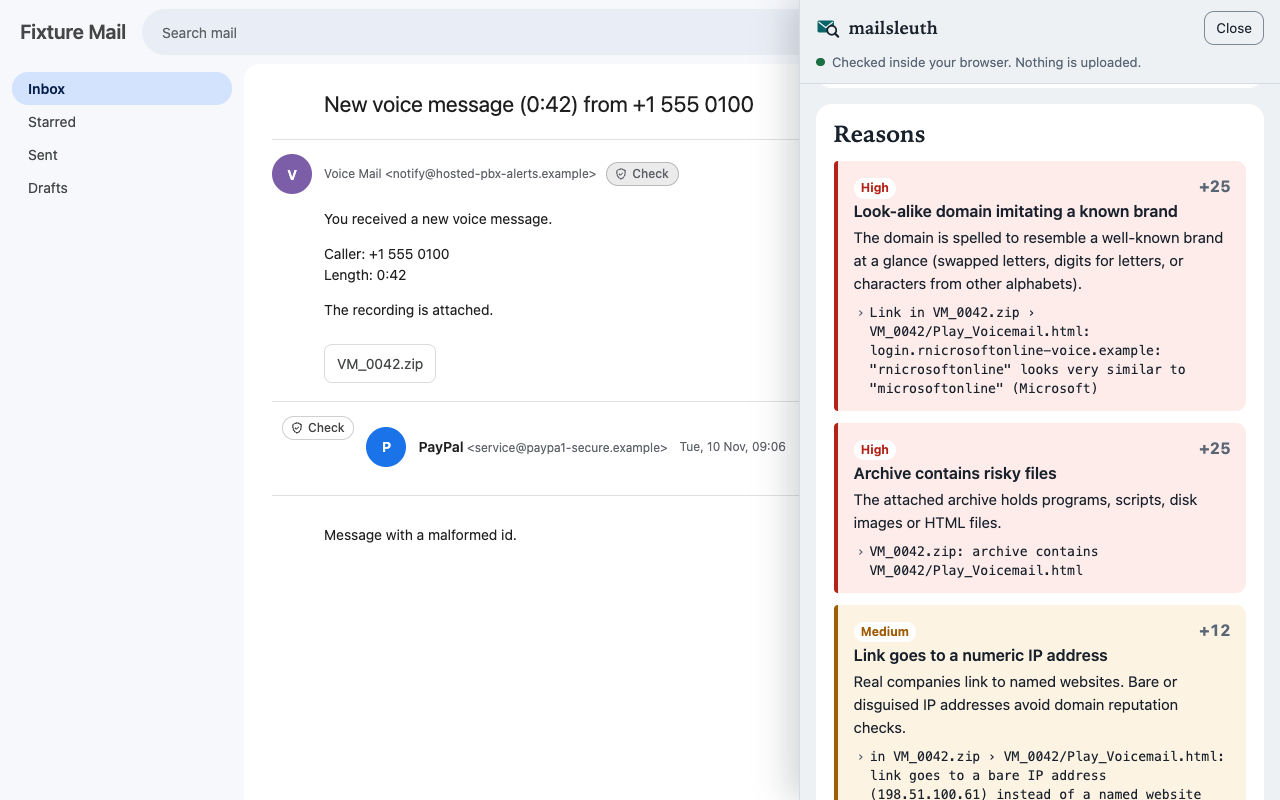 Fixture Mail
Search mail
Inbox
Starred
Sent
Drafts
New voice message (0:42) from +1 555 0100
V
Voice Mail <notify@hosted-pbx-alerts.example>
Check
You received a new voice message.
Caller: +1 555 0100
Length: 0:42
The recording is attached.
VM_0042.zip
Check
P
PayPal <service@paypa1-secure.example>
Tue, 10 Nov, 09:06
Message with a malformed id.
mailsleuth
Close
Checked inside your browser. Nothing is uploaded.
Reasons
High
+25
Look-alike domain imitating a known brand
The domain is spelled to resemble a well-known brand
at a glance (swapped letters, digits for letters, or
characters from other alphabets).
› Link in VM_0042.zip ›
VM_0042/Play_Voicemail.html:
login.rnicrosoftonline-voice.example:
"rnicrosoftonline" looks very similar to
"microsoftonline" (Microsoft)
High
+25
Archive contains risky files
The attached archive holds programs, scripts, disk
images or HTML files.
› VM_0042.zip: archive contains
VM_0042/Play_Voicemail.html
Medium
+12
Link goes to a numeric IP address
Real companies link to named websites. Bare or
disguised IP addresses avoid domain reputation
checks.
› in VM_0042.zip › VM_0042/Play_Voicemail.html:
link goes to a bare IP address
(198.51.100.61) instead of a named website